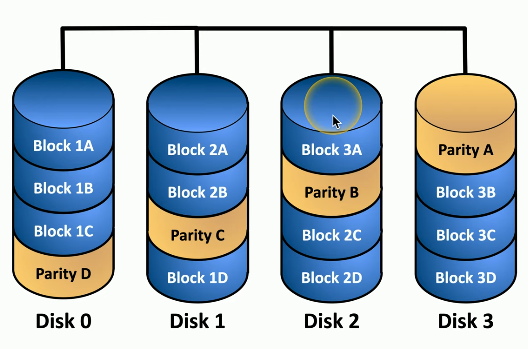 Block 1A
Block 1B
Block 1C
Parity D
Disk 0
Block 2A
Block 2B
Parity C
Block 1D
Disk 1
Block 3A
Parity B
Block 2C
Block 2D
Disk 2
Parity A
Block 3B
Block 3C
Block 3D
Disk 3